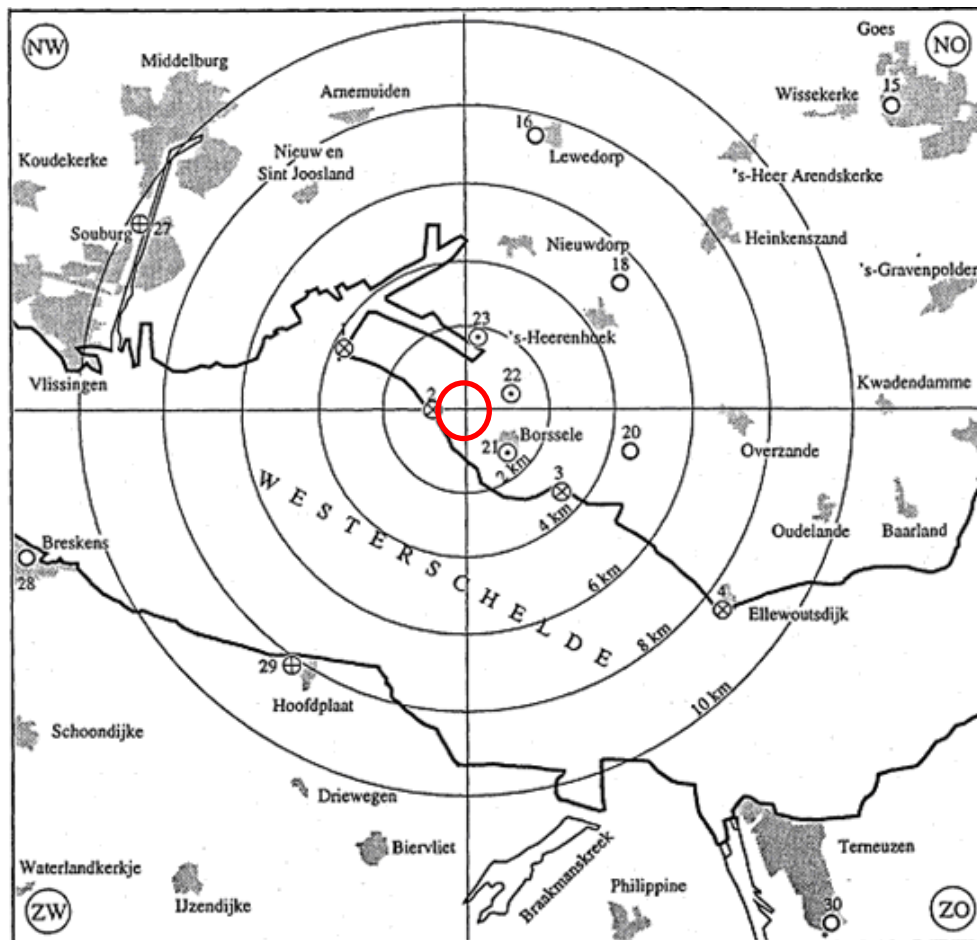 NW
NO
Goes
Middelburg
15
Wissekerke
Arnemuiden
16
Lewedorp
Koudekerke
Nieuw en
Sint Joosland
's-Heer Arendskerke
27
Souburg
Nieuwdorp
Heinkenszand
18
's-Gravenpolder
23
's-Heerenhoek
1
Vlissingen
22
Kwadendamme
2
Borssele
20
21
Overzande
2 km
3
WESTERSCHELDE
4 km
Oudelande
Baarland
Breskens
28
6 km
4
Ellewoutsdijk
8 km
29
Hoofdplaat
10 km
Schoondijke
Driewegen
Biervliet
Terneuzen
Waterlandkerkje
Braakmanskreek
IJzendijke
Philippine
30
ZW
ZO